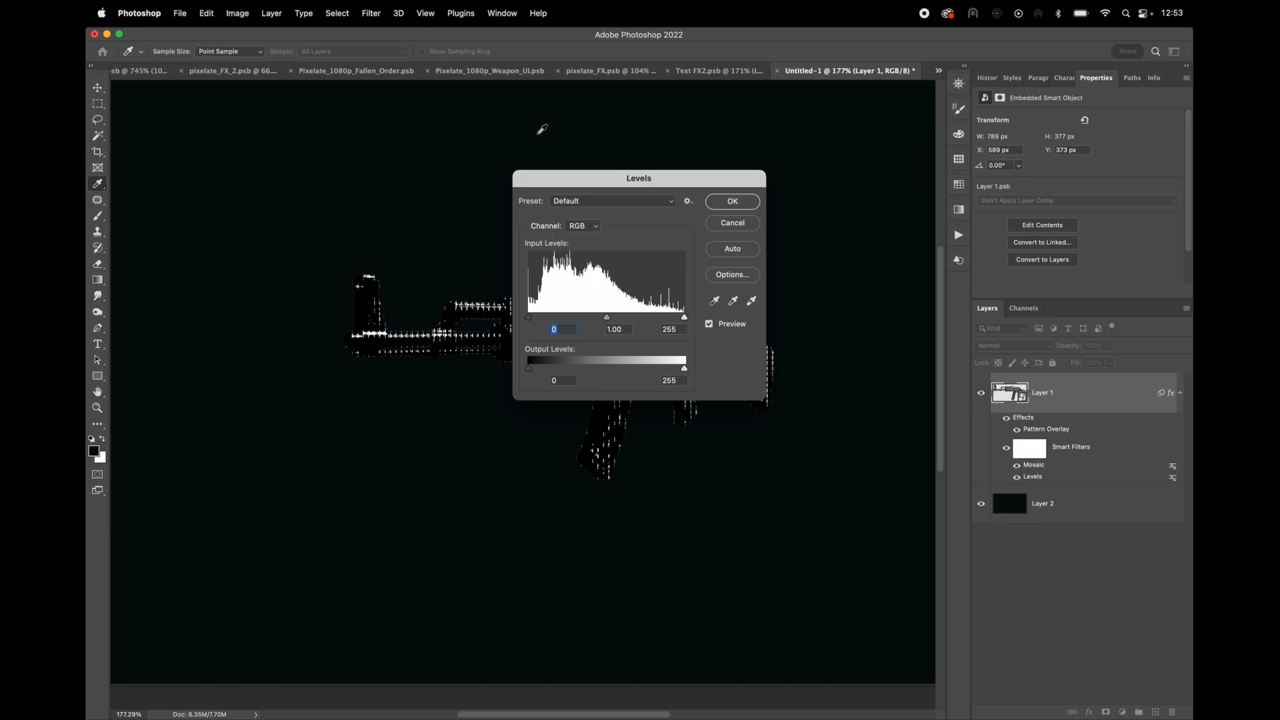 Photoshop File Edit Image Layer Type Select Filter 3D View Plugins Window Help 12:53
Adobe Photoshop 2022
Sample Size: Point Sample Sample: All Layers Show Sampling Ring Share
sb @ 745% (10... pixelate_FX_2.psb @ 66.... Pixelate_1080p_Fallen_Order.psb Pixelate_1080p_Weapon_UI.psb pixelate_FX.psb @ 104% ... Text FX2.psb @ 171% (L... Untitled-1 @ 177% (Layer 1, RGB/8) *
Histor Styles Paragr Charac Properties Paths Info
Embedded Smart Object
Transform
W: 789 px H: 377 px
X: 589 px Y: 373 px
0.00°
Layer 1.psb
Don't Apply Layer Comp
Edit Contents
Convert to Linked...
Convert to Layers
Levels
Preset: Default OK
Channel: RGB Cancel
Input Levels: Auto
Options...
Preview
0 1.00 255
Output Levels:
0 255
Layers Channels
Kind
Normal Opacity: 100%
Lock: Fill: 100%
Layer 1 fx
Effects
Pattern Overlay
Smart Filters
Mosaic
Levels
Layer 2
177.29% Doc: 6.35M/7.70M
fx